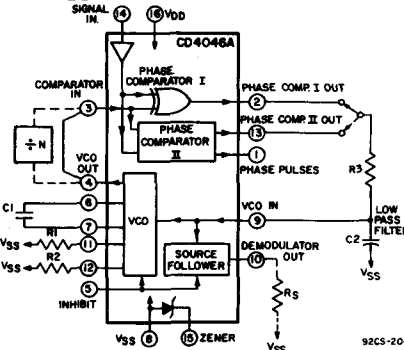 SIGNAL
IN.
14
16 VDD
CD4046A
PHASE
COMPARATOR I
COMPARATOR
IN
3
2
PHASE COMP. I OUT
PHASE
COMPARATOR
II
13
PHASE COMP. II OUT
1
PHASE PULSES
÷N
VCO
OUT
4
R3
C1
6
7
VCO
VCO IN
9
LOW
PASS
FILTER
C2
VSS
VSS
R1
11
VSS
R2
12
SOURCE
FOLLOWER
DEMODULATOR
OUT
10
5
INHIBIT
RS
VSS
8
15 ZENER
VSS
92CS-20